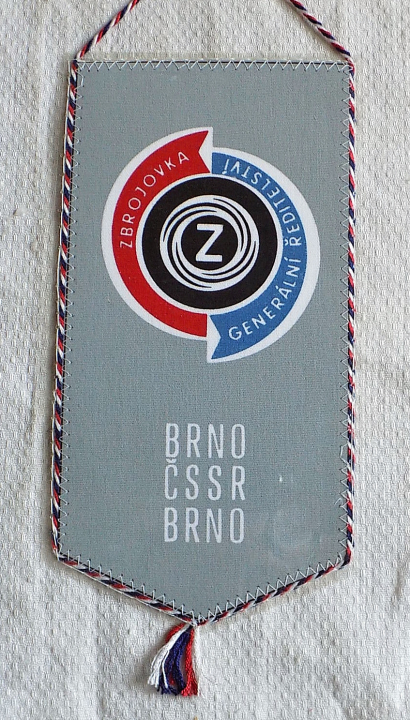 ZBROJOVKA
GENERÁLNÍ ŘEDITELSTVÍ
Z
BRNO
ČSSR
BRNO